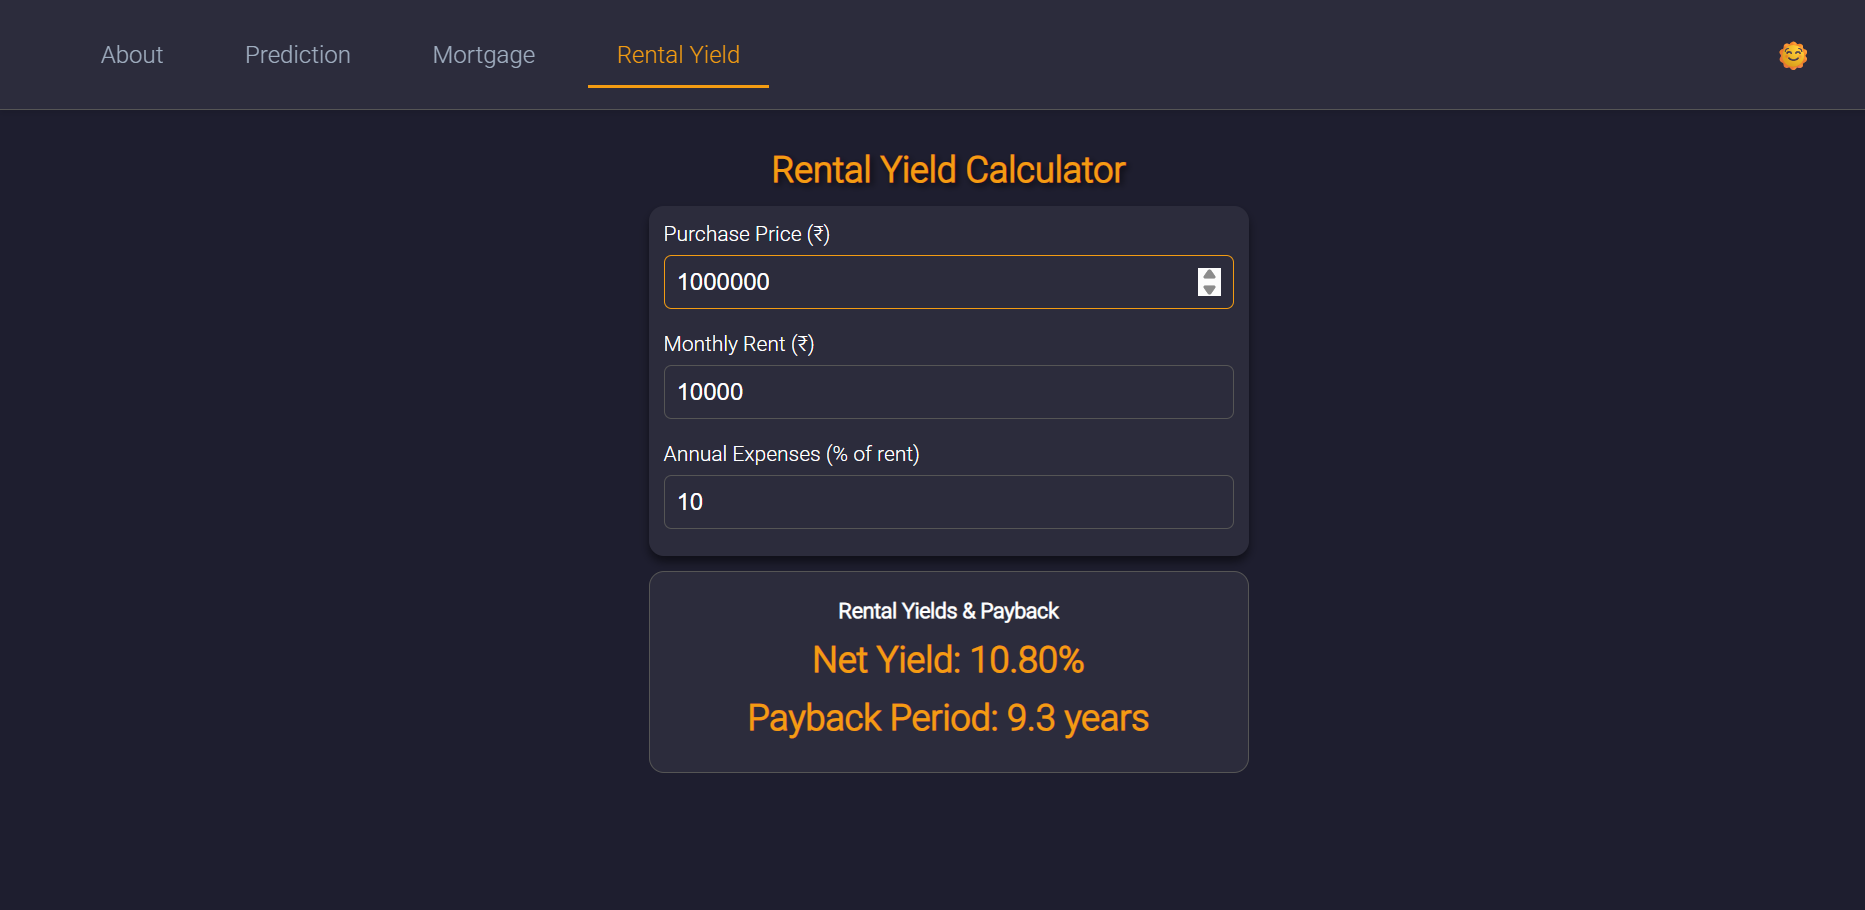 About Prediction Mortgage Rental Yield
Rental Yield Calculator
Purchase Price (₹)
1000000
Monthly Rent (₹)
10000
Annual Expenses (% of rent)
10
Rental Yields & Payback
Net Yield: 10.80%
Payback Period: 9.3 years